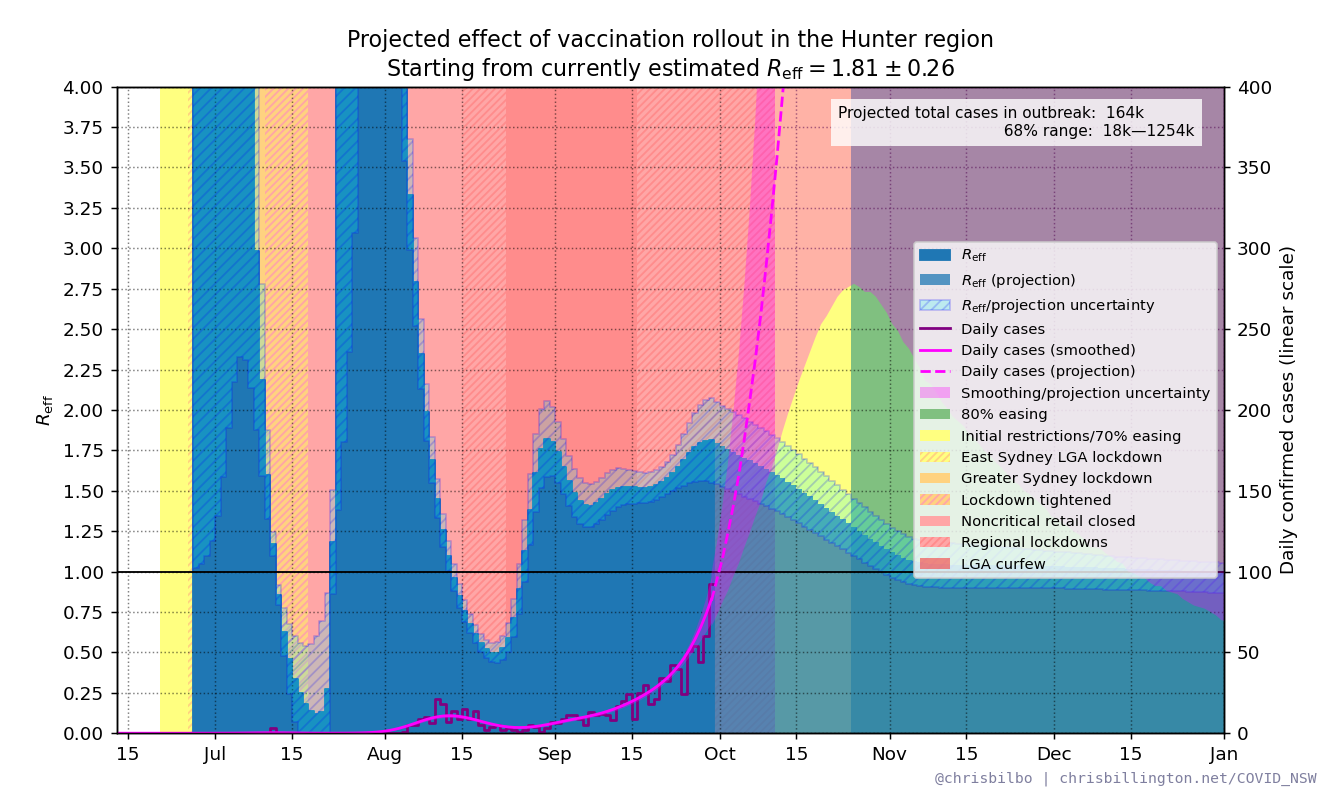 Projected effect of vaccination rollout in the Hunter region
Starting from currently estimated R_eff = 1.81 ± 0.26
4.00
3.75
3.50
3.25
3.00
2.75
2.50
2.25
2.00
1.75
1.50
1.25
1.00
0.75
0.50
0.25
0.00
R_eff
Projected total cases in outbreak: 164k
68% range: 18k—1254k
R_eff
R_eff (projection)
R_eff/projection uncertainty
Daily cases
Daily cases (smoothed)
Daily cases (projection)
Smoothing/projection uncertainty
80% easing
Initial restrictions/70% easing
East Sydney LGA lockdown
Greater Sydney lockdown
Lockdown tightened
Noncritical retail closed
Regional lockdowns
LGA curfew
400
350
300
250
200
150
100
50
0
Daily confirmed cases (linear scale)
15 Jul 15 Aug 15 Sep 15 Oct 15 Nov 15 Dec 15 Jan
@chrisbilbo | chrisbillington.net/COVID_NSW